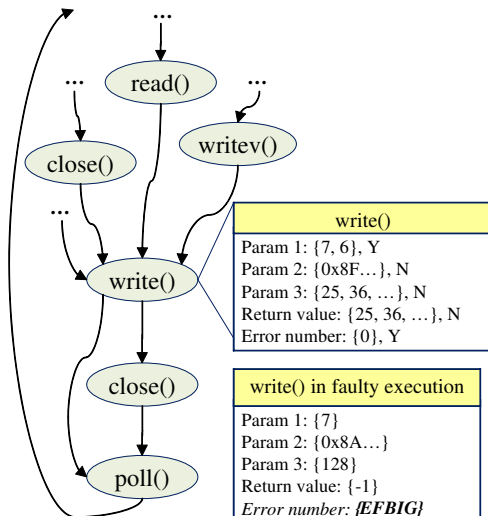 ...
...
read()
...
...
writev()
close()
...
write()
close()
poll()
write()
Param 1: {7, 6}, Y
Param 2: {0x8F…}, N
Param 3: {25, 36, …}, N
Return value: {25, 36, …}, N
Error number: {0}, Y
write() in faulty execution
Param 1: {7}
Param 2: {0x8A…}
Param 3: {128}
Return value: {-1}
Error number: {EFBIG}